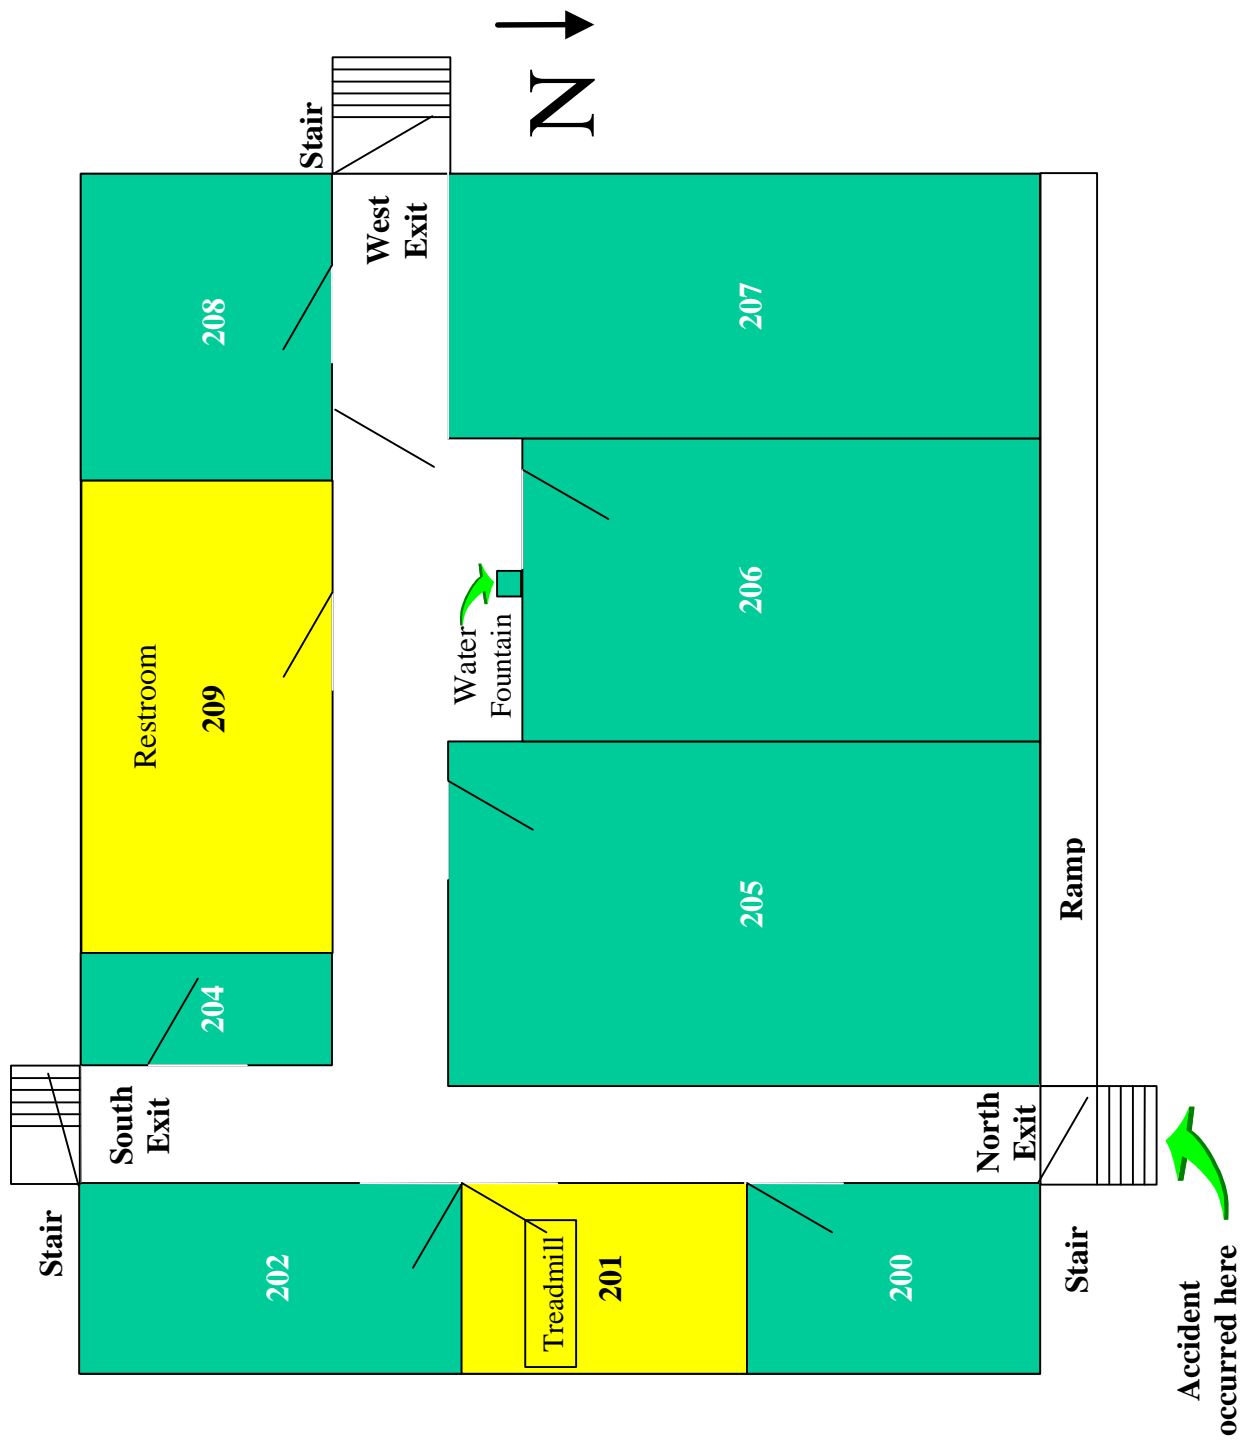 N
Stair
West
Exit
208
207
Restroom
209
Water
Fountain
206
204
205
Ramp
South
Exit
North
Exit
Stair
202
Treadmill
201
200
Stair
Accident
occurred here